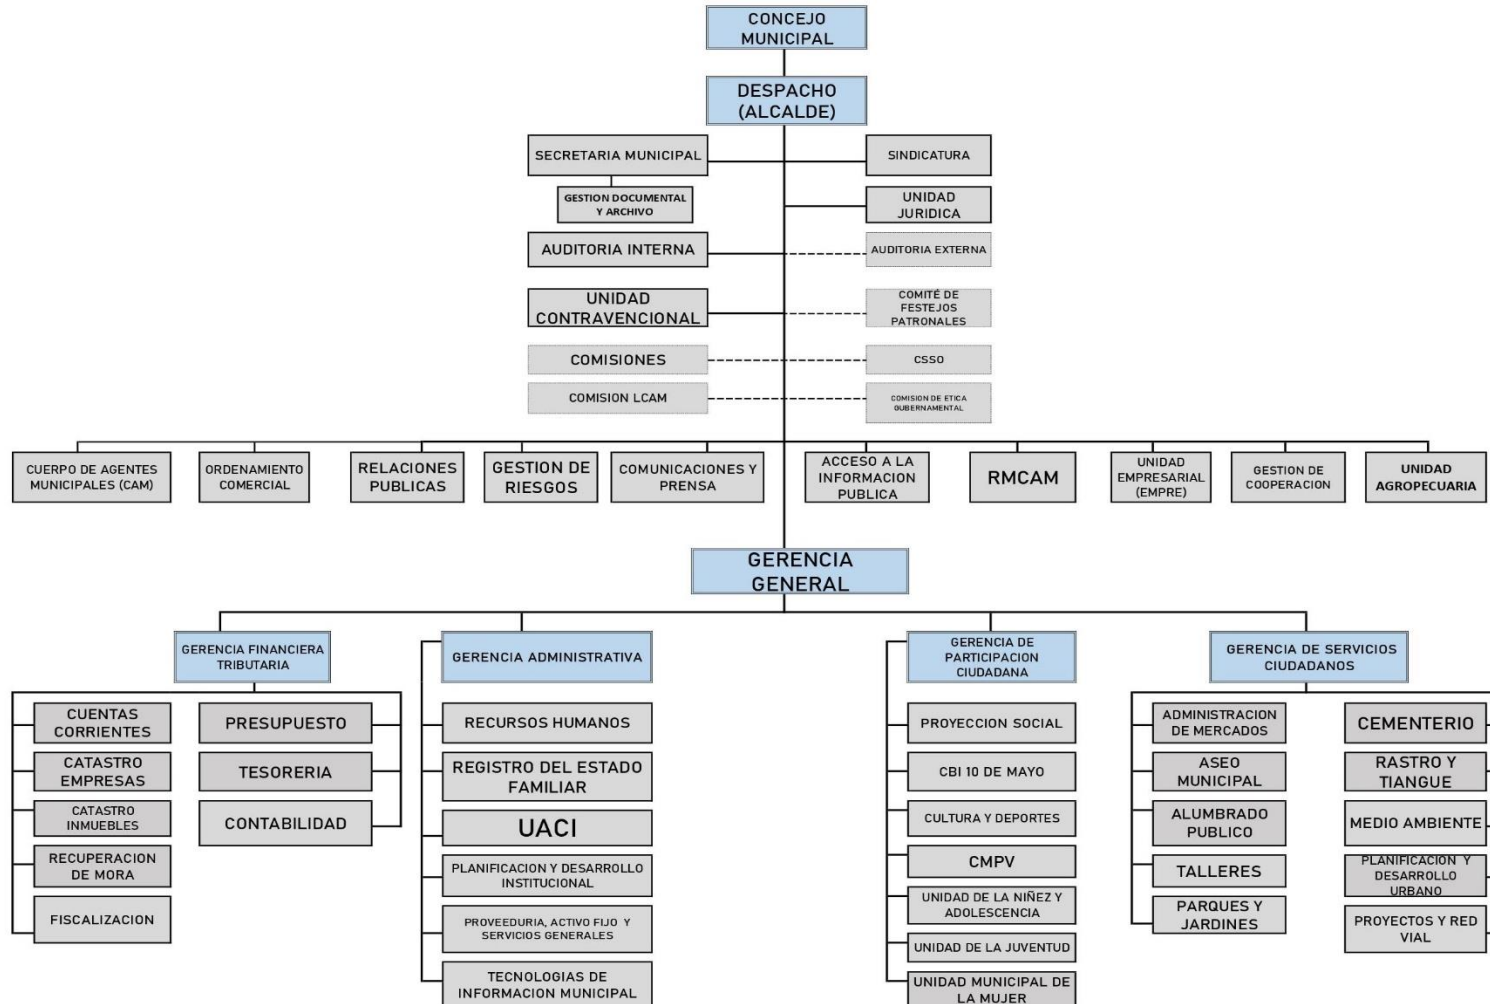 CONCEJO
MUNICIPAL
DESPACHO
(ALCALDE)
SECRETARIA MUNICIPAL
SINDICATURA
GESTION DOCUMENTAL
Y ARCHIVO
UNIDAD
JURIDICA
AUDITORIA INTERNA
AUDITORIA EXTERNA
UNIDAD
CONTRAVENCIONAL
COMITÉ DE
FESTEJOS
PATRONALES
COMISIONES
CSSO
COMISION LCAM
COMISION DE ETICA
GUBERNAMENTAL
CUERPO DE AGENTES
MUNICIPALES (CAM)
ORDENAMIENTO
COMERCIAL
RELACIONES
PUBLICAS
GESTION DE
RIESGOS
COMUNICACIONES Y
PRENSA
ACCESO A LA
INFORMACION
PUBLICA
RMCAM
UNIDAD
EMPRESARIAL
(EMPRE)
GESTION DE
COOPERACION
UNIDAD
AGROPECUARIA
GERENCIA
GENERAL
GERENCIA FINANCIERA
TRIBUTARIA
GERENCIA ADMINISTRATIVA
GERENCIA DE
PARTICIPACION
CIUDADANA
GERENCIA DE SERVICIOS
CIUDADANOS
CUENTAS
CORRIENTES
CATASTRO
EMPRESAS
CATASTRO
INMUEBLES
RECUPERACION
DE MORA
FISCALIZACION
PRESUPUESTO
TESORERIA
CONTABILIDAD
RECURSOS HUMANOS
REGISTRO DEL ESTADO
FAMILIAR
UACI
PLANIFICACION Y DESARROLLO
INSTITUCIONAL
PROVEEDURIA, ACTIVO FIJO Y
SERVICIOS GENERALES
TECNOLOGIAS DE
INFORMACION MUNICIPAL
PROYECCION SOCIAL
CBI 10 DE MAYO
CULTURA Y DEPORTES
CMPV
UNIDAD DE LA NIÑEZ Y
ADOLESCENCIA
UNIDAD DE LA JUVENTUD
UNIDAD MUNICIPAL DE
LA MUJER
ADMINISTRACION
DE MERCADOS
ASEO
MUNICIPAL
ALUMBRADO
PUBLICO
TALLERES
PARQUES Y
JARDINES
CEMENTERIO
RASTRO Y
TIANGUE
MEDIO AMBIENTE
PLANIFICACION Y
DESARROLLO
URBANO
PROYECTOS Y RED
VIAL